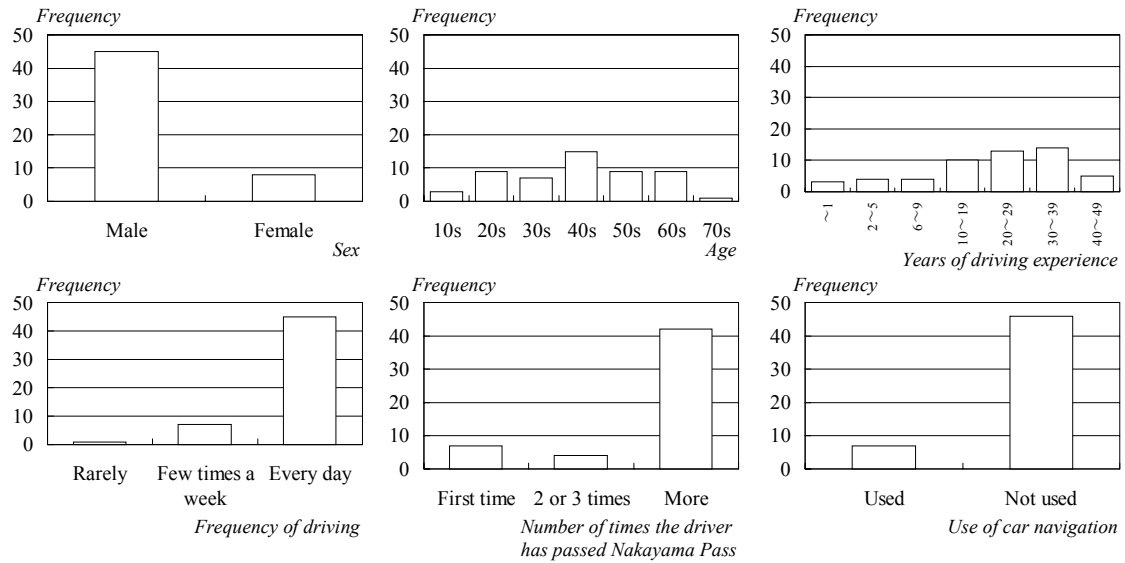 Frequency
50
40
30
20
10
0
Male Female
Sex
Frequency
50
40
30
20
10
0
10s 20s 30s 40s 50s 60s 70s
Age
Frequency
50
40
30
20
10
0
~1 2~5 6~9 10~19 20~29 30~39 40~49
Years of driving experience
Frequency
50
40
30
20
10
0
Rarely Few times a week Every day
Frequency of driving
Frequency
50
40
30
20
10
0
First time 2 or 3 times More
Number of times the driver
has passed Nakayama Pass
Frequency
50
40
30
20
10
0
Used Not used
Use of car navigation